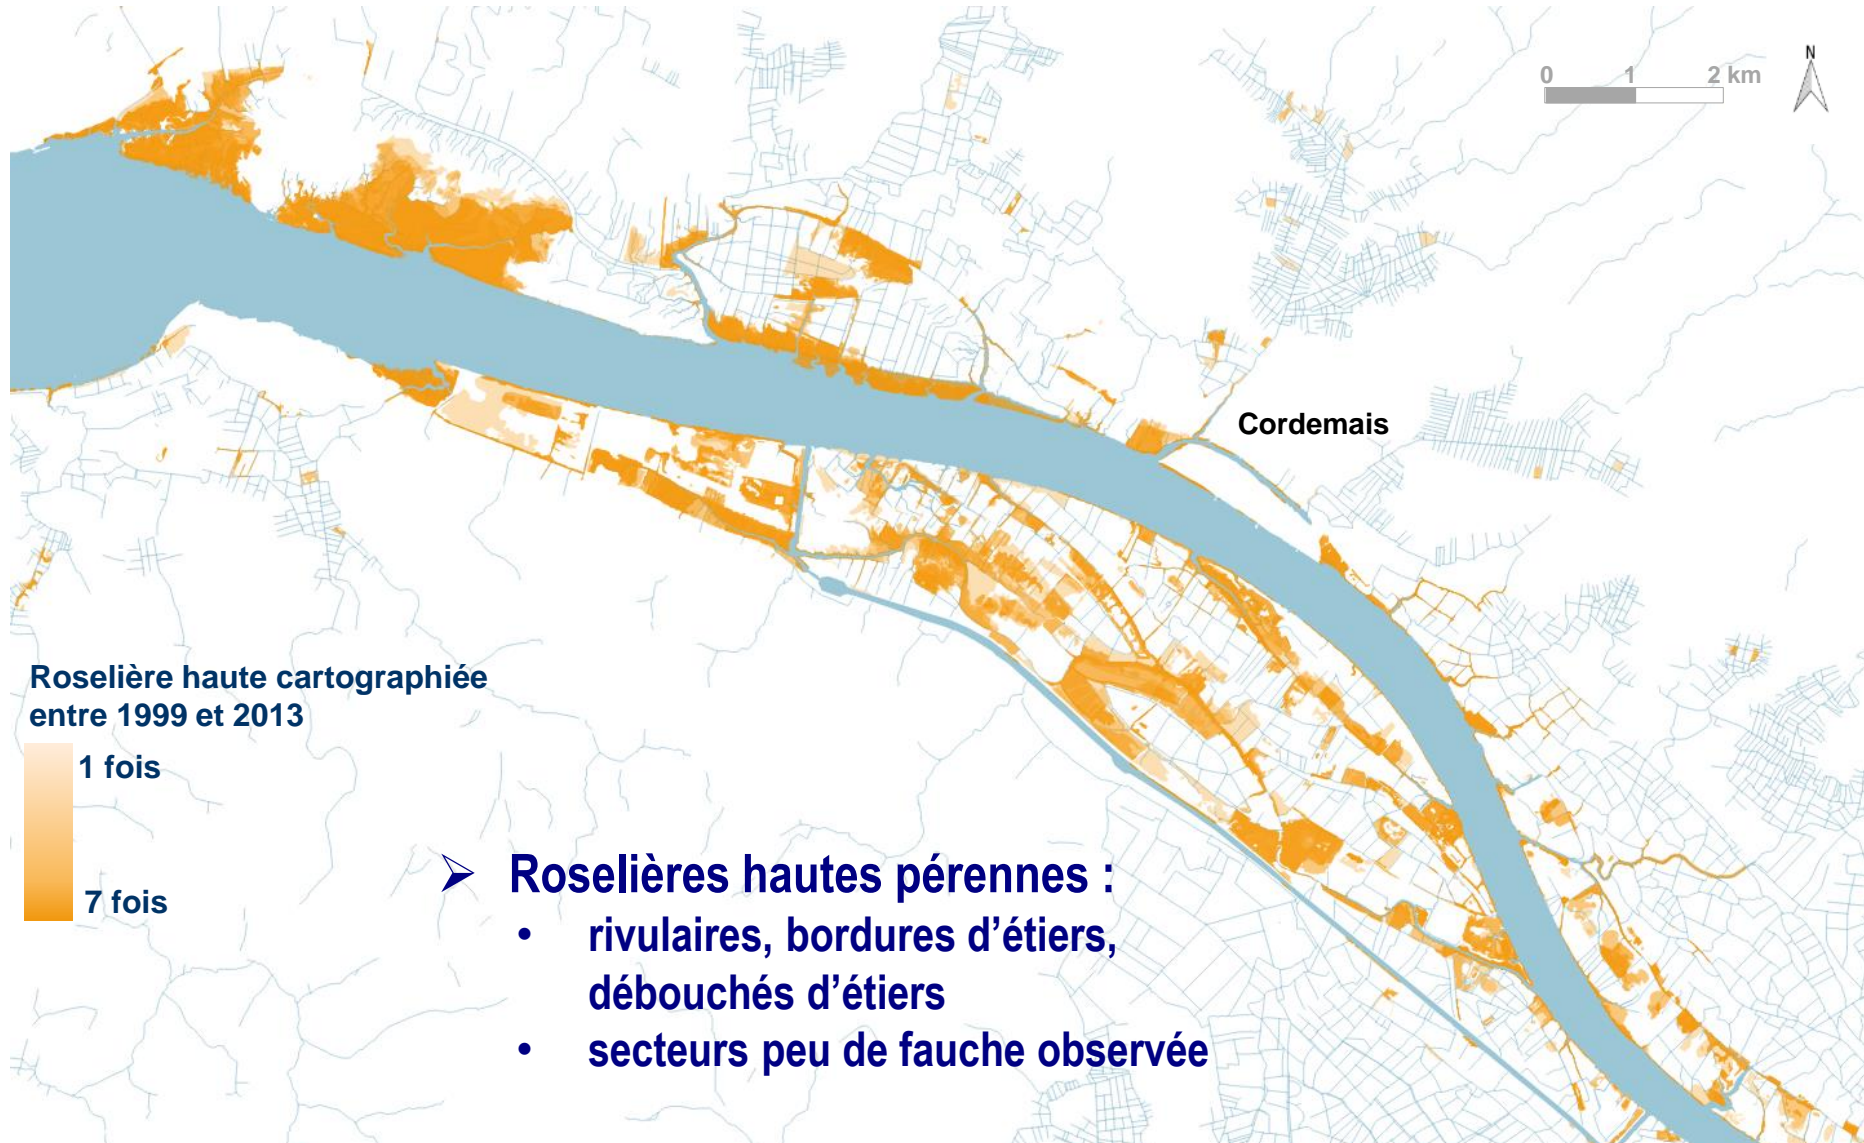 N
0 1 2 km
Cordemais
Roselière haute cartographiée
entre 1999 et 2013
1 fois
7 fois
➢ Roselières hautes pérennes :
• rivulaires, bordures d’étiers,
débouchés d’étiers
• secteurs peu de fauche observée